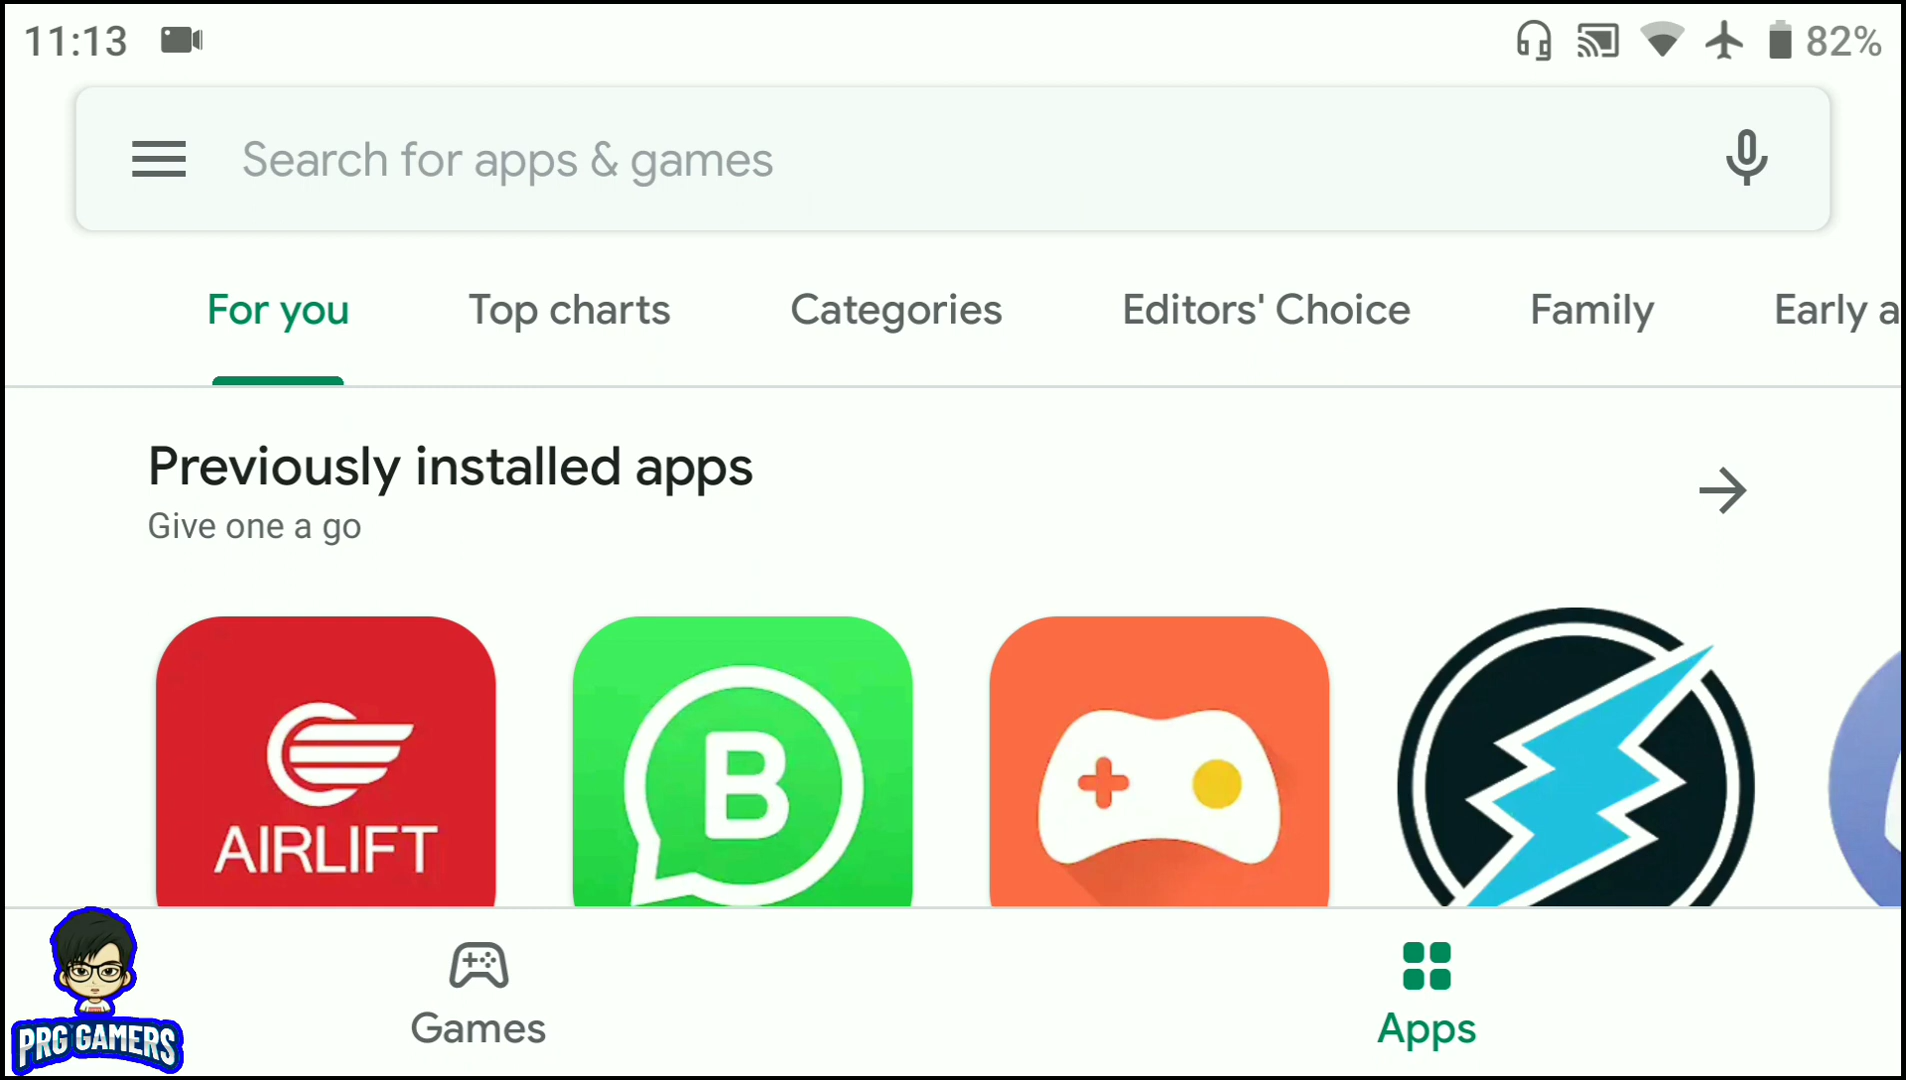 11:13
82%
Search for apps & games
For you
Top charts
Categories
Editors' Choice
Family
Early a
Previously installed apps
Give one a go
AIRLIFT
B
Games
Apps
PRG GAMERS